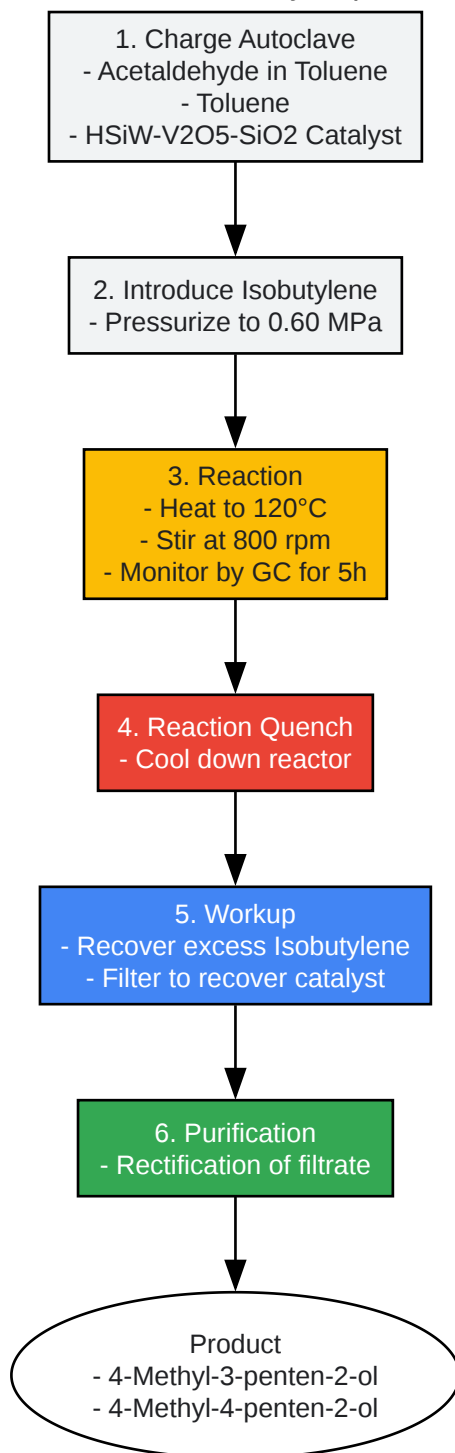 1. Charge Autoclave
- Acetaldehyde in Toluene
- Toluene
- HSiW-V2O5-SiO2 Catalyst
2. Introduce Isobutylene
- Pressurize to 0.60 MPa
3. Reaction
- Heat to 120°C
- Stir at 800 rpm
- Monitor by GC for 5h
4. Reaction Quench
- Cool down reactor
5. Workup
- Recover excess Isobutylene
- Filter to recover catalyst
6. Purification
- Rectification of filtrate
Product
- 4-Methyl-3-penten-2-ol
- 4-Methyl-4-penten-2-ol